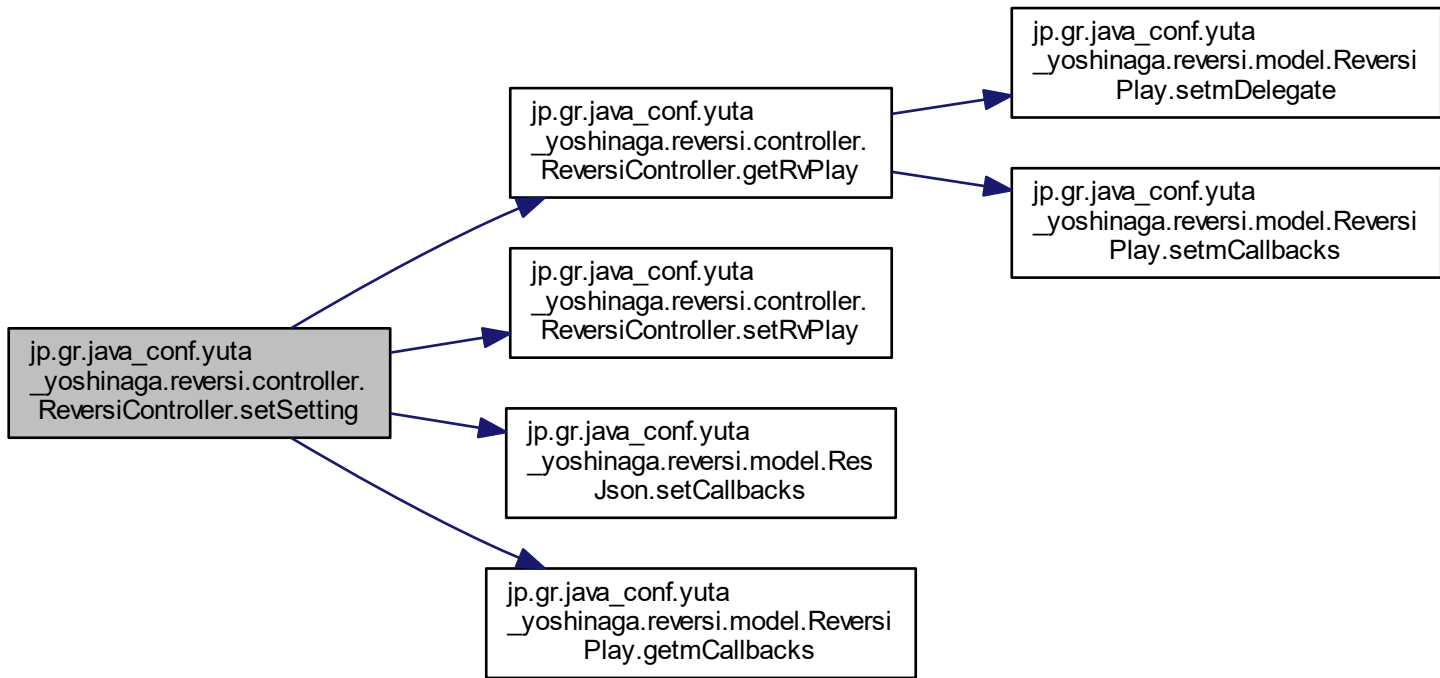 jp.gr.java_conf.yuta
_yoshinaga.reversi.model.Reversi
Play.setmDelegate
jp.gr.java_conf.yuta
_yoshinaga.reversi.controller.
ReversiController.getRvPlay
jp.gr.java_conf.yuta
_yoshinaga.reversi.model.Reversi
Play.setmCallbacks
jp.gr.java_conf.yuta
_yoshinaga.reversi.controller.
ReversiController.setRvPlay
jp.gr.java_conf.yuta
_yoshinaga.reversi.controller.
ReversiController.setSetting
jp.gr.java_conf.yuta
_yoshinaga.reversi.model.Res
Json.setCallbacks
jp.gr.java_conf.yuta
_yoshinaga.reversi.model.Reversi
Play.getmCallbacks